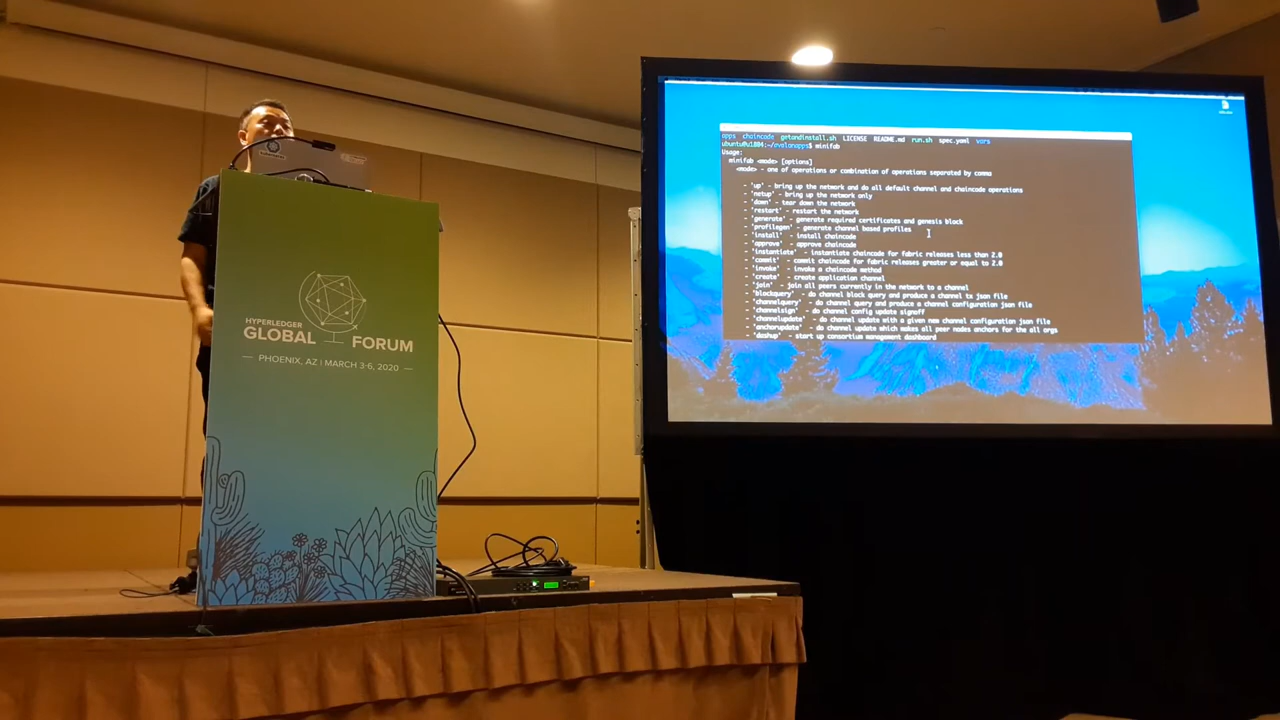 HYPERLEDGER
GLOBAL FORUM
— PHOENIX, AZ | MARCH 3-6, 2020 —
apps chaincode getandinstall.sh LICENSE README.md run.sh spec.yaml vars
$ minifab
Usage:
minifab <mode> [options]
<mode> - one of operations or combination of operations separated by comma
- 'up' - bring up the network and do all default channel and chaincode operations
- 'netup' - bring up the network only
- 'down' - tear down the network
- 'restart' - restart the network
- 'generate' - generate required certificates and genesis block
- 'profilegen' - generate channel based profiles
- 'install' - install chaincode
- 'approve' - approve chaincode
- 'instantiate' - instantiate chaincode for fabric releases less than 2.0
- 'commit' - commit chaincode for fabric releases greater or equal to 2.0
- 'invoke' - invoke a chaincode method
- 'create' - create application channel
- 'join' - join all peers currently in the network to a channel
- 'blockquery' - do channel block query and produce a channel tx json file
- 'channelquery' - do channel query and produce a channel configuration json file
- 'channelsign' - do channel config update signoff
- 'channelupdate' - do channel update with a given new channel configuration json file
- 'anchorupdate' - do channel update which makes all peer nodes anchors for the all orgs
- 'dashup' - start up consortium management dashboard